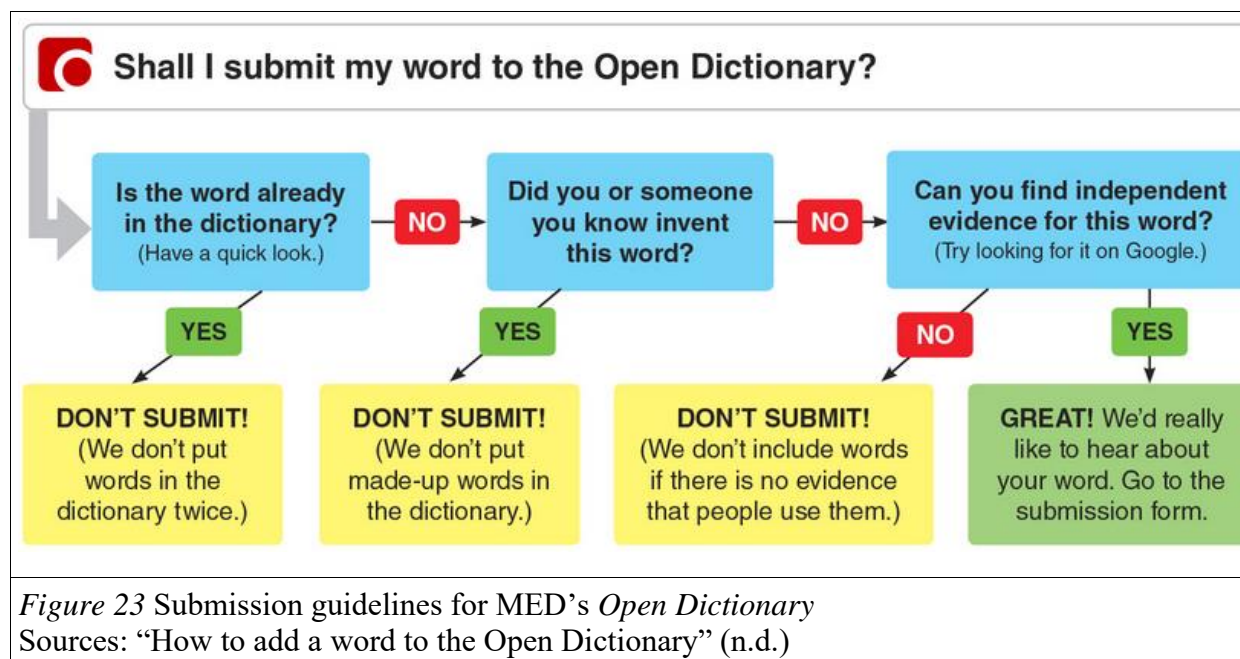 Shall I submit my word to the Open Dictionary?
Is the word already
in the dictionary?
(Have a quick look.)
NO
Did you or someone
you know invent
this word?
NO
Can you find independent
evidence for this word?
(Try looking for it on Google.)
YES
YES
NO
YES
DON'T SUBMIT!
(We don't put
words in the
dictionary twice.)
DON'T SUBMIT!
(We don't put
made-up words in
the dictionary.)
DON'T SUBMIT!
(We don't include words
if there is no evidence
that people use them.)
GREAT! We'd really
like to hear about
your word. Go to the
submission form.
Figure 23 Submission guidelines for MED's Open Dictionary
Sources: “How to add a word to the Open Dictionary” (n.d.)